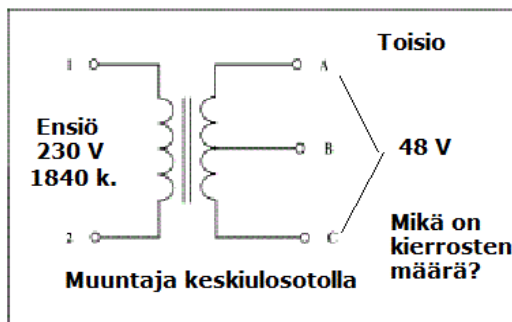 Toisio
1
A
Ensiö
230 V
1840 k.
B
48 V
2
C
Mikä on
kierrosten
määrä?
Muuntaja keskiulosotolla